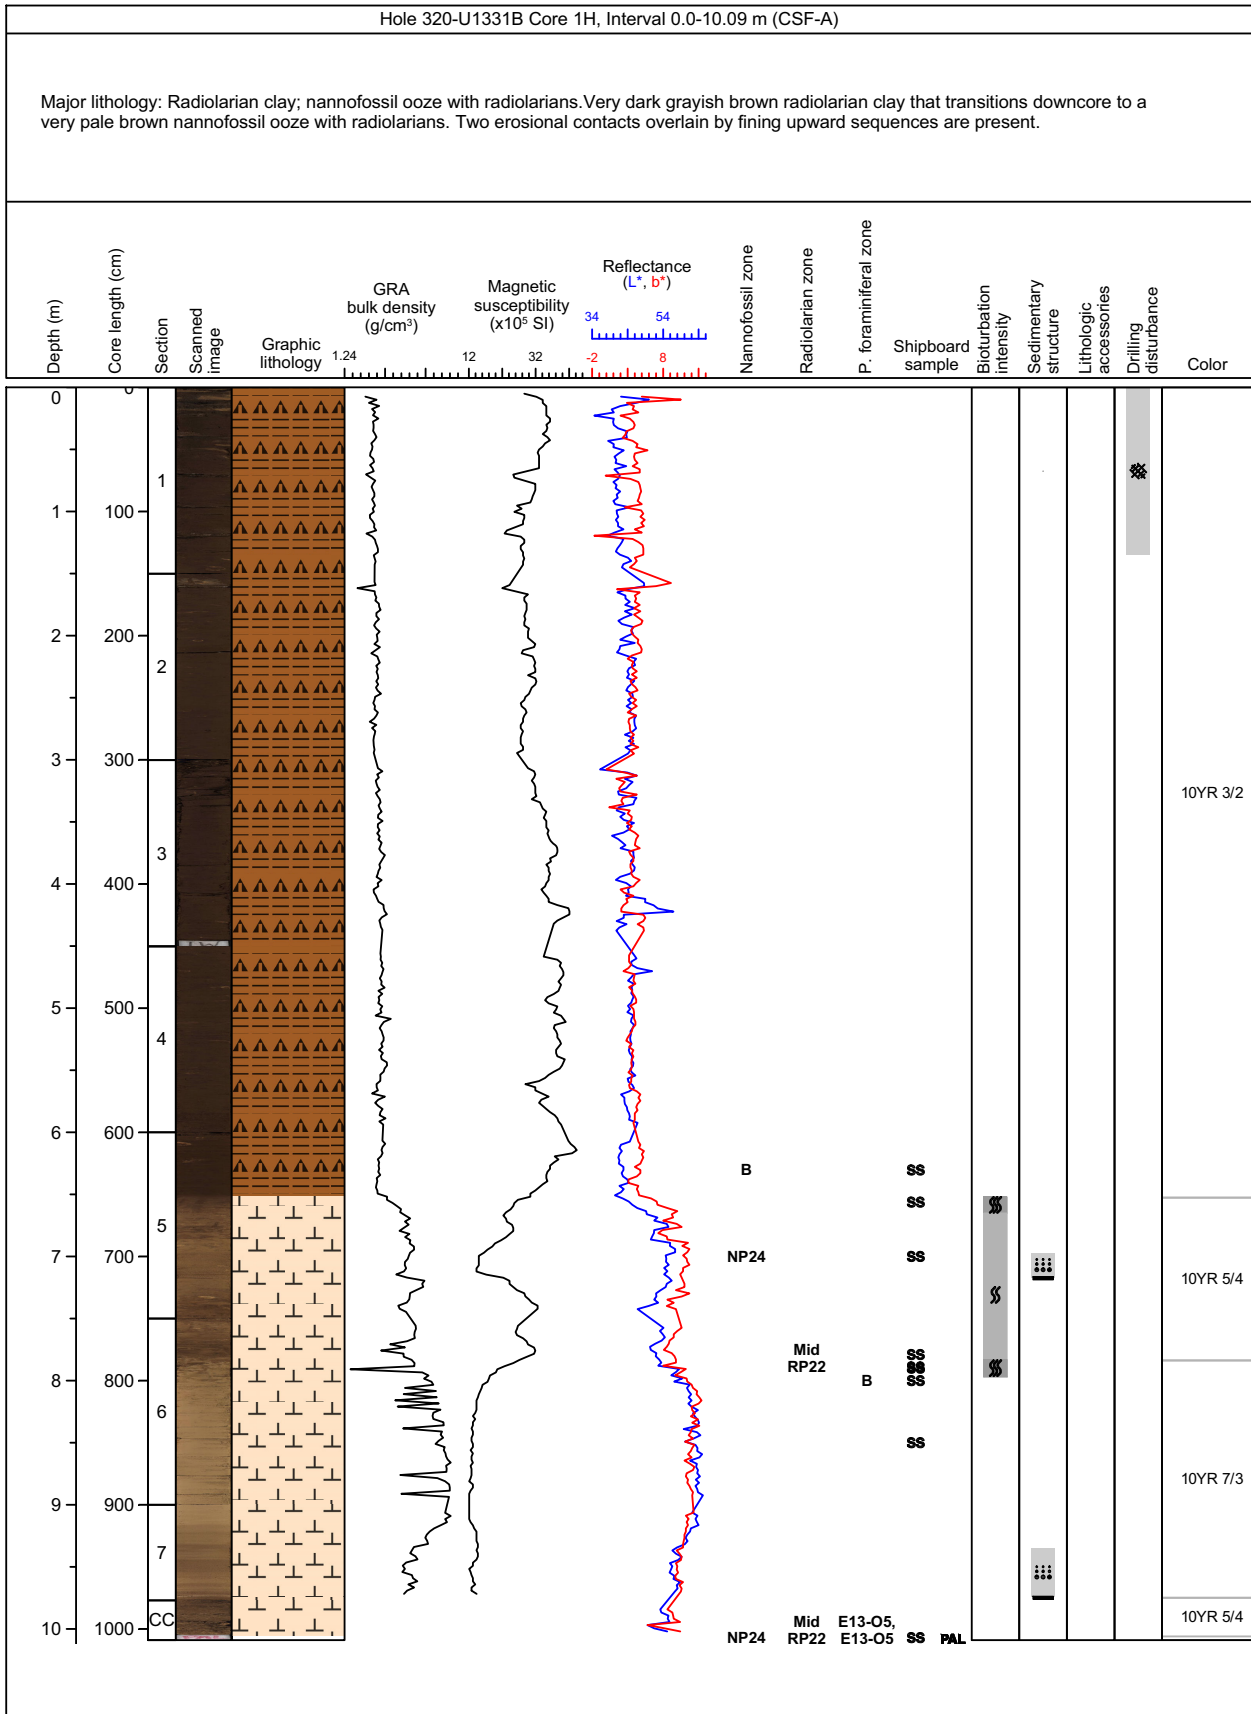 Hole 320-U1331B Core 1H, Interval 0.0-10.09 m (CSF-A)
Major lithology: Radiolarian clay; nannofossil ooze with radiolarians.Very dark grayish brown radiolarian clay that transitions downcore to a
very pale brown nannofossil ooze with radiolarians. Two erosional contacts overlain by fining upward sequences are present.
Depth (m)
Core length (cm)
Section
Scanned
image
Graphic
lithology
GRA
bulk density
(g/cm³)
1.24
Magnetic
susceptibility
(x10⁵ SI)
12 32
Reflectance
(L*, b*)
34 54
-2 8
Nannofossil zone
Radiolarian zone
P. foraminiferal zone
Shipboard
sample
Bioturbation
intensity
Sedimentary
structure
Lithologic
accessories
Drilling
disturbance
Color
0 0
1
1 100
2 200
2
3 300
10YR 3/2
3
4 400
5 500
4
6 600
B SS
SS
5
7 700 NP24 SS
10YR 5/4
Mid SS
RP22 SS
8 800 B SS
6
SS
10YR 7/3
9 900
7
CC
10YR 5/4
10 1000
Mid E13-O5,
NP24 RP22 E13-O5 SS PAL